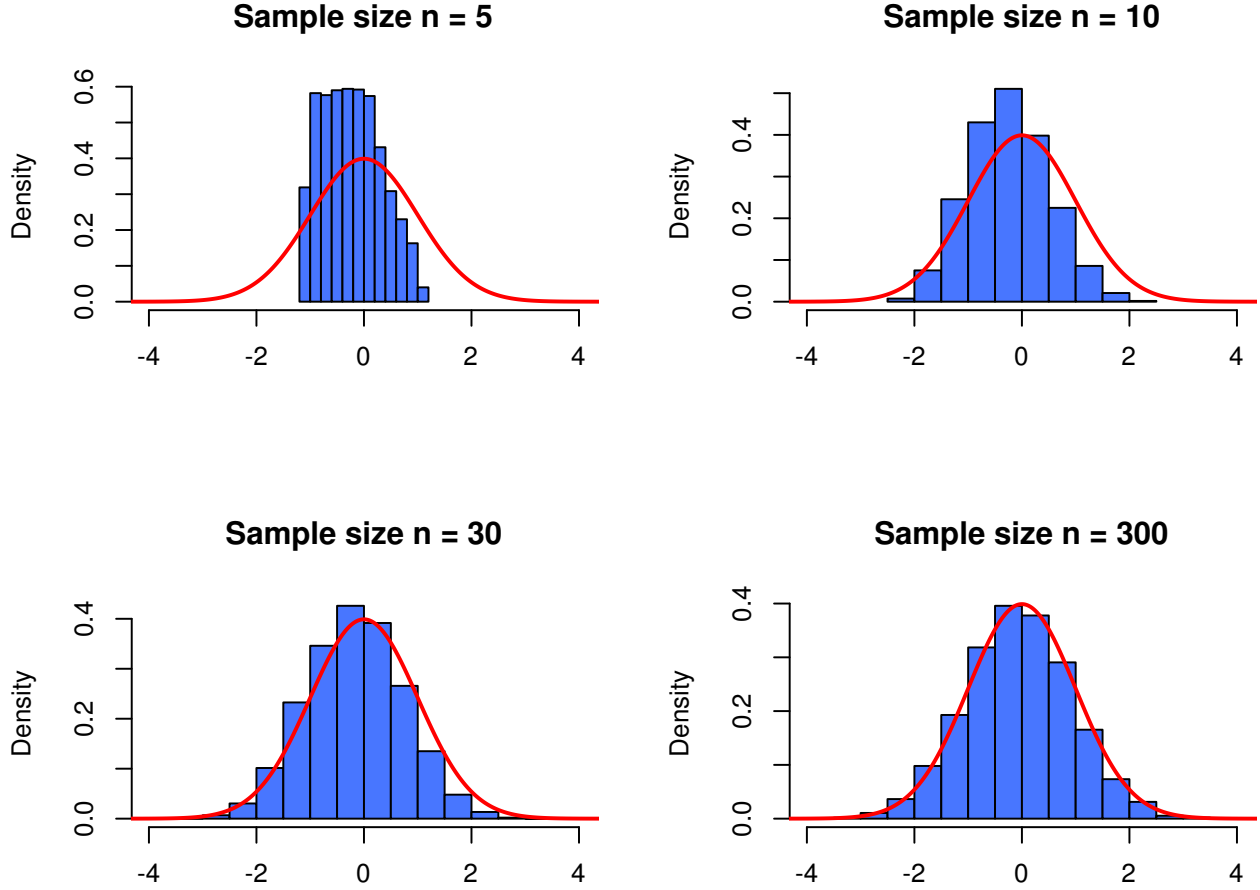 Sample size n = 5
Density
0.0 0.2 0.4 0.6
-4 -2 0 2 4
Sample size n = 10
Density
0.0 0.2 0.4
-4 -2 0 2 4
Sample size n = 30
Density
0.0 0.2 0.4
-4 -2 0 2 4
Sample size n = 300
Density
0.0 0.2 0.4
-4 -2 0 2 4